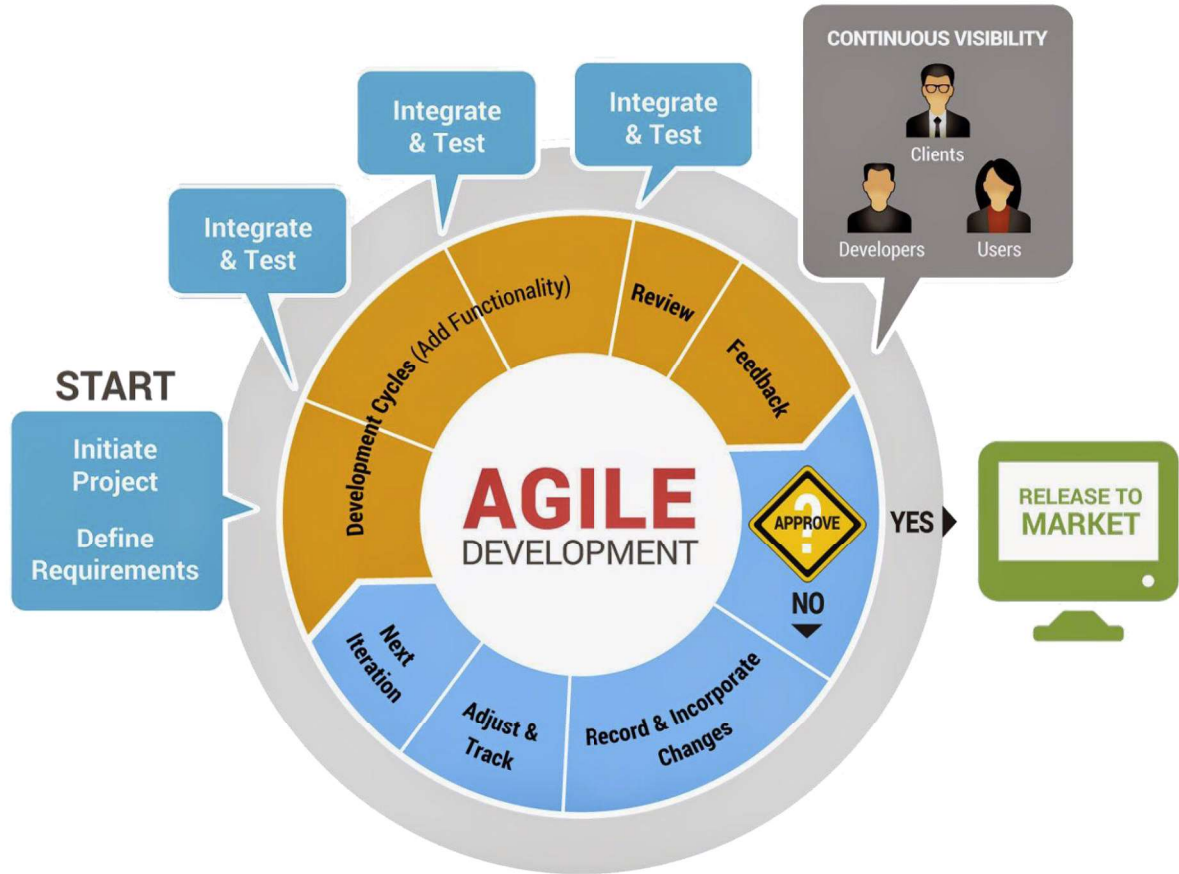 START
Initiate
Project
Define
Requirements
Integrate
& Test
Integrate
& Test
Integrate
& Test
CONTINUOUS VISIBILITY
Clients
Developers
Users
Development Cycles (Add Functionality)
Review
Feedback
?
APPROVE
YES
NO
RELEASE TO
MARKET
Record & Incorporate
Changes
Adjust &
Track
Next
Iteration
AGILE
DEVELOPMENT